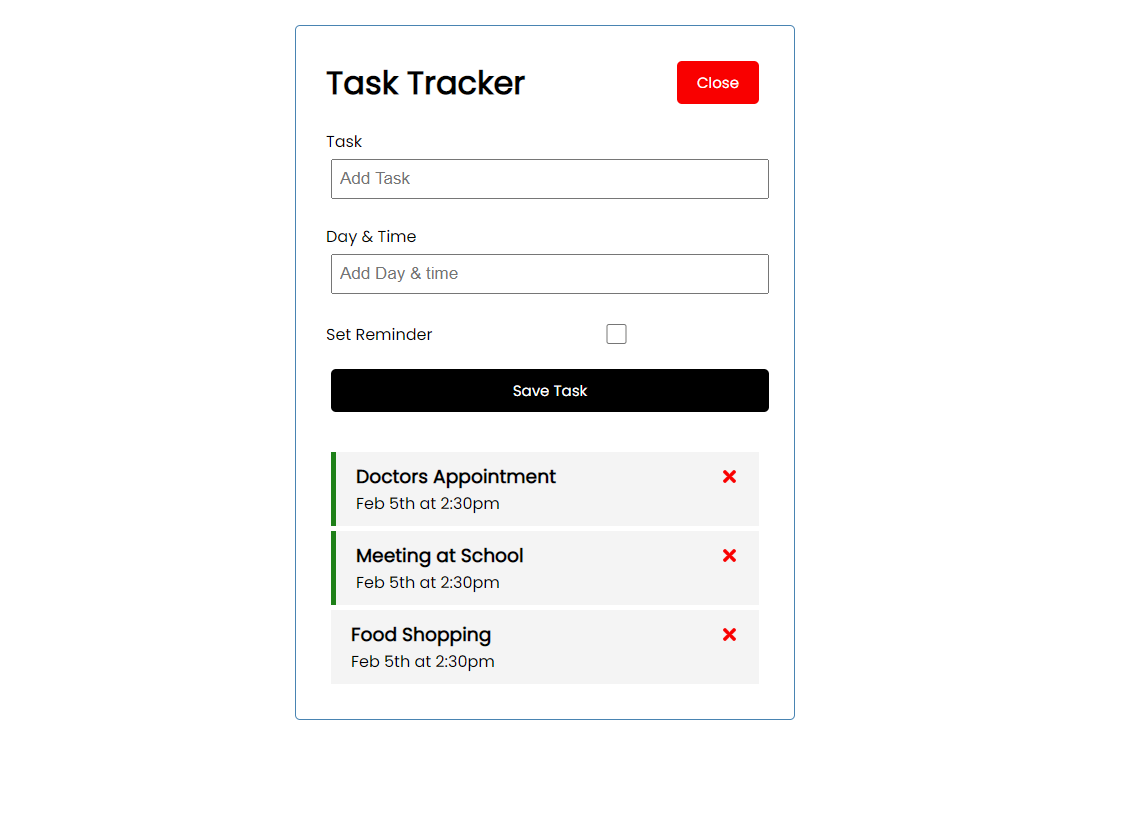 Task Tracker
Close
Task
Add Task
Day & Time
Add Day & time
Set Reminder
Save Task
Doctors Appointment
Feb 5th at 2:30pm
Meeting at School
Feb 5th at 2:30pm
Food Shopping
Feb 5th at 2:30pm